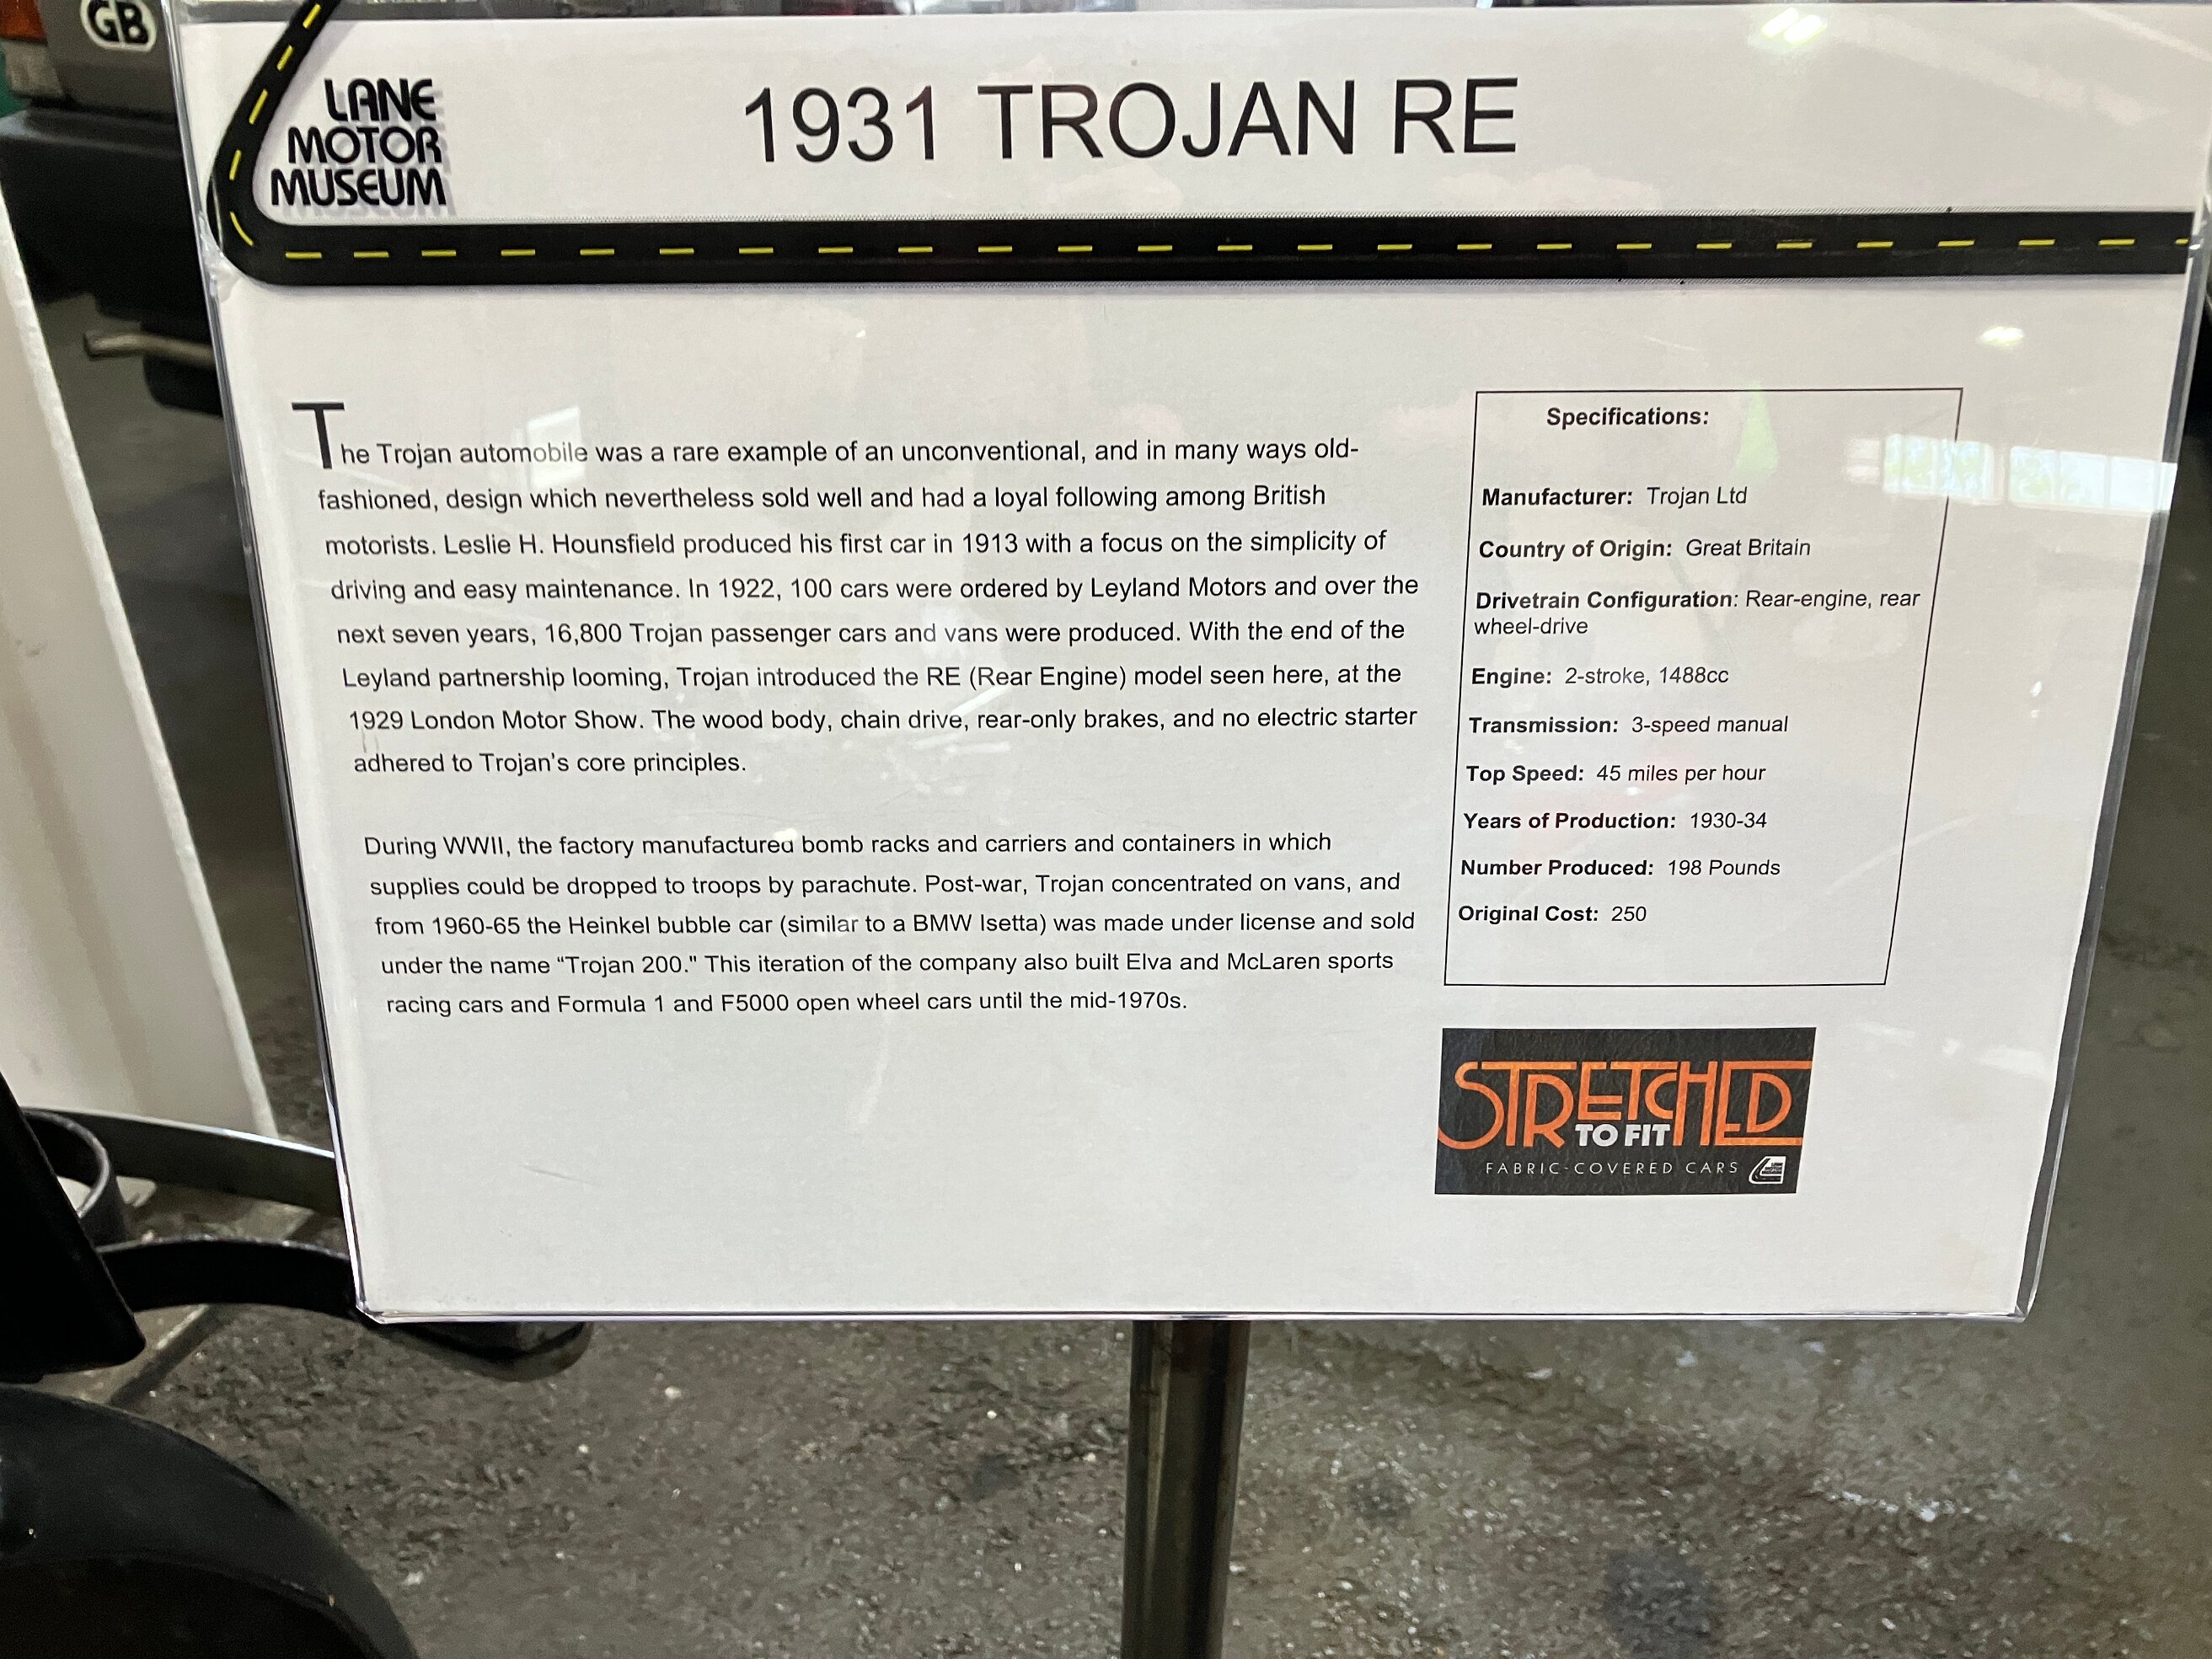 GB
LANE
MOTOR
MUSEUM
1931 TROJAN RE
The Trojan automobile was a rare example of an unconventional, and in many ways old-
fashioned, design which nevertheless sold well and had a loyal following among British
motorists. Leslie H. Hounsfield produced his first car in 1913 with a focus on the simplicity of
driving and easy maintenance. In 1922, 100 cars were ordered by Leyland Motors and over the
next seven years, 16,800 Trojan passenger cars and vans were produced. With the end of the
Leyland partnership looming, Trojan introduced the RE (Rear Engine) model seen here, at the
1929 London Motor Show. The wood body, chain drive, rear-only brakes, and no electric starter
adhered to Trojan's core principles.
During WWII, the factory manufactured bomb racks and carriers and containers in which
supplies could be dropped to troops by parachute. Post-war, Trojan concentrated on vans, and
from 1960-65 the Heinkel bubble car (similar to a BMW Isetta) was made under license and sold
under the name “Trojan 200." This iteration of the company also built Elva and McLaren sports
racing cars and Formula 1 and F5000 open wheel cars until the mid-1970s.
Specifications:
Manufacturer: Trojan Ltd
Country of Origin: Great Britain
Drivetrain Configuration: Rear-engine, rear
wheel-drive
Engine: 2-stroke, 1488cc
Transmission: 3-speed manual
Top Speed: 45 miles per hour
Years of Production: 1930-34
Number Produced: 198 Pounds
Original Cost: 250
STRETCHED
TO FIT
FABRIC-COVERED CARS